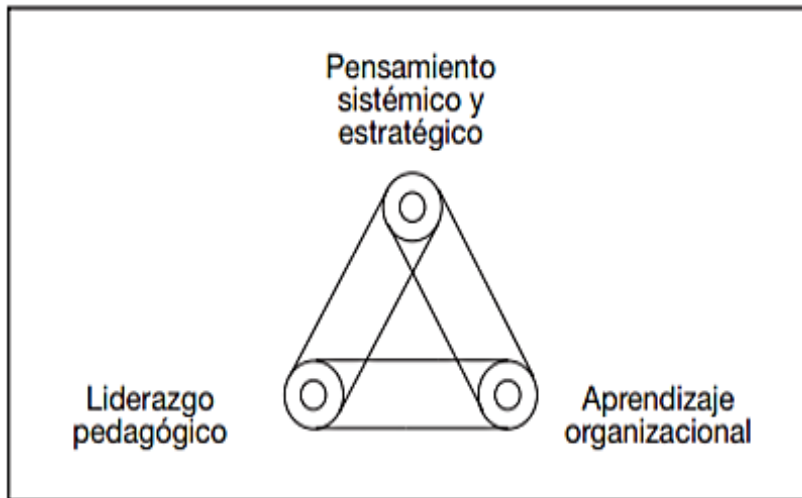 Pensamiento
sistémico y
estratégico
Liderazgo
pedagógico
Aprendizaje
organizacional